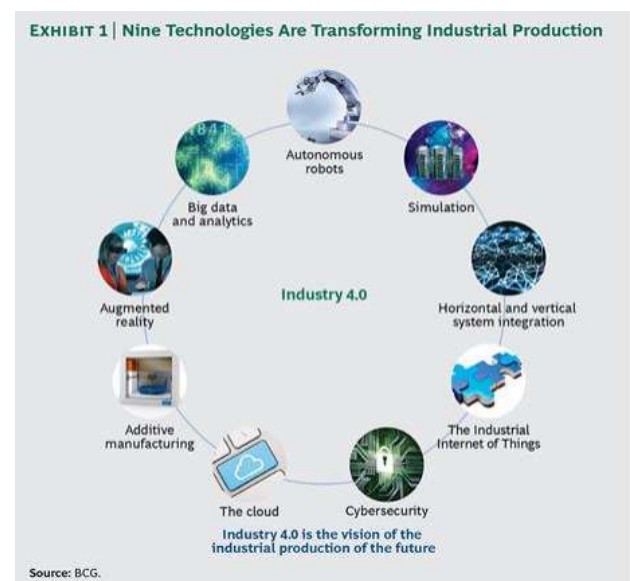 EXHIBIT 1 | Nine Technologies Are Transforming Industrial Production
Autonomous
robots
Simulation
Horizontal and vertical
system integration
The Industrial
Internet of Things
Cybersecurity
The cloud
Additive
manufacturing
Augmented
reality
Big data
and analytics
Industry 4.0
Industry 4.0 is the vision of the
industrial production of the future
Source: BCG.